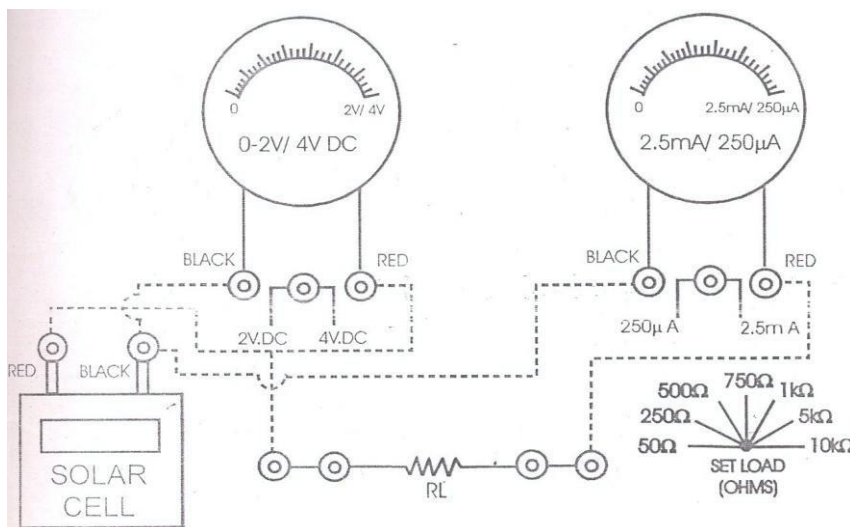 0
2V/ 4V
0-2V/ 4V DC
0
2.5mA/ 250µA
2.5mA/ 250µA
BLACK
RED
BLACK
RED
2V.DC
4V.DC
250µ A
2.5m A
RED
BLACK
SOLAR
CELL
RL
50Ω
250Ω
500Ω
750Ω
1kΩ
5kΩ
10kΩ
SET LOAD
(OHMS)